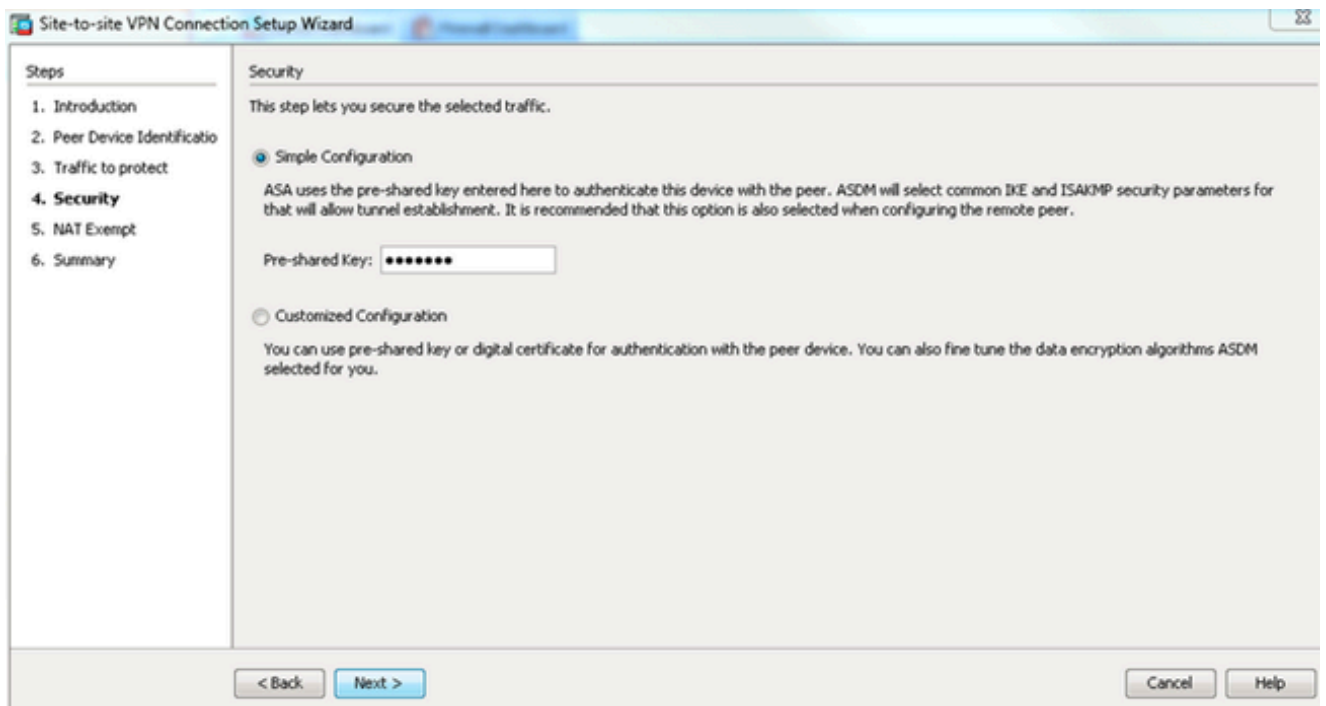 Site-to-site VPN Connection Setup Wizard
Steps
1. Introduction
2. Peer Device Identificatio
3. Traffic to protect
4. Security
5. NAT Exempt
6. Summary
Security
This step lets you secure the selected traffic.
Simple Configuration
ASA uses the pre-shared key entered here to authenticate this device with the peer. ASDM will select common IKE and ISAKMP security parameters for
that will allow tunnel establishment. It is recommended that this option is also selected when configuring the remote peer.
Pre-shared Key: •••••••
Customized Configuration
You can use pre-shared key or digital certificate for authentication with the peer device. You can also fine tune the data encryption algorithms ASDM
selected for you.
< Back
Next >
Cancel
Help